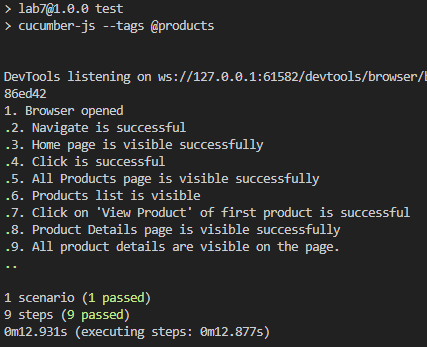 > lab7@1.0.0 test
> cucumber-js --tags @products
DevTools listening on ws://127.0.0.1:61582/devtools/browser/
86ed42
1. Browser opened
.2. Navigate is successful
.3. Home page is visible successfully
.4. Click is successful
.5. All Products page is visible successfully
.6. Products list is visible
.7. Click on 'View Product' of first product is successful
.8. Product Details page is visible successfully
.9. All product details are visible on the page.
..
1 scenario (1 passed)
9 steps (9 passed)
0m12.931s (executing steps: 0m12.877s)